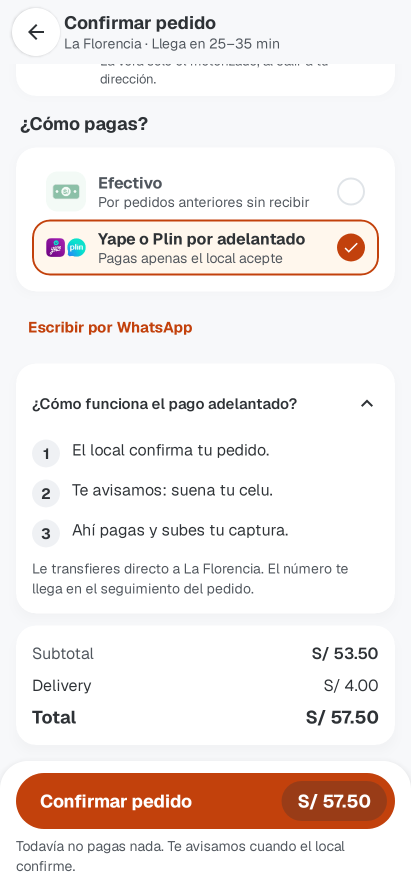 Confirmar pedido
La Florencia · Llega en 25–35 min
dirección.
¿Cómo pagas?
Efectivo
Por pedidos anteriores sin recibir
Yape o Plin por adelantado
Pagas apenas el local acepte
plin
Escribir por WhatsApp
¿Cómo funciona el pago adelantado?
1 El local confirma tu pedido.
2 Te avisamos: suena tu celu.
3 Ahí pagas y subes tu captura.
Le transfieres directo a La Florencia. El número te
llega en el seguimiento del pedido.
Subtotal S/ 53.50
Delivery S/ 4.00
Total S/ 57.50
Confirmar pedido S/ 57.50
Todavía no pagas nada. Te avisamos cuando el local
confirme.